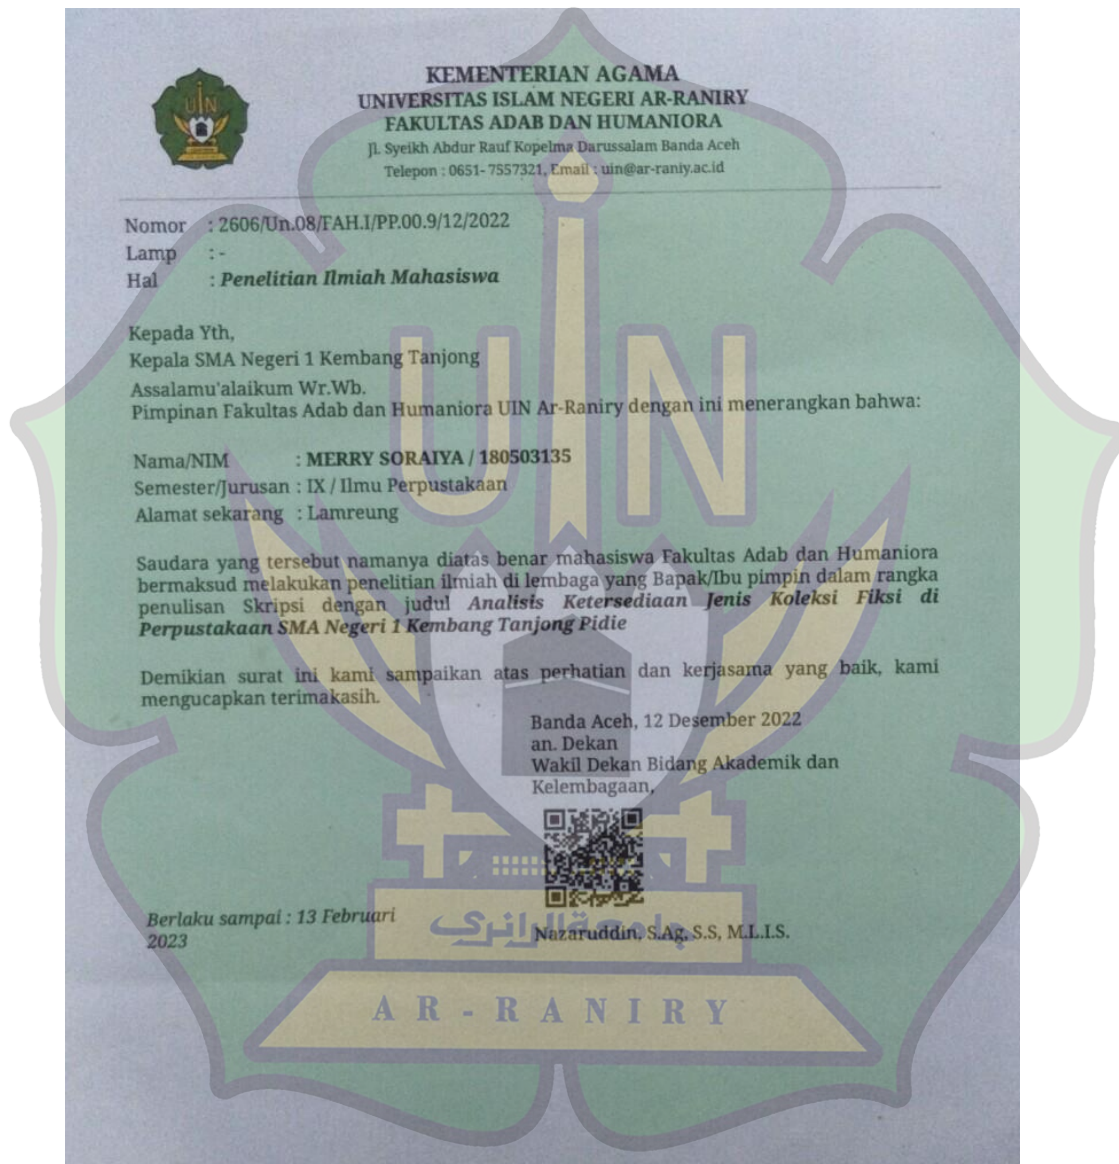 KEMENTERIAN AGAMA
UNIVERSITAS ISLAM NEGERI AR-RANIRY
FAKULTAS ADAB DAN HUMANIORA
Jl. Syeikh Abdur Rauf Kopelma Darussalam Banda Aceh
Telepon : 0651- 7557321, Email : uin@ar-raniy.ac.id
UIN
Nomor : 2606/Un.08/FAH.I/PP.00.9/12/2022
Lamp : -
Hal : Penelitian Ilmiah Mahasiswa
Kepada Yth,
Kepala SMA Negeri 1 Kembang Tanjong
Assalamu'alaikum Wr.Wb.
Pimpinan Fakultas Adab dan Humaniora UIN Ar-Raniry dengan ini menerangkan bahwa:
UIN
Nama/NIM : MERRY SORAIYA / 180503135
Semester/Jurusan : IX / Ilmu Perpustakaan
Alamat sekarang : Lamreung
Saudara yang tersebut namanya diatas benar mahasiswa Fakultas Adab dan Humaniora
bermaksud melakukan penelitian ilmiah di lembaga yang Bapak/Ibu pimpin dalam rangka
penulisan Skripsi dengan judul Analisis Ketersediaan Jenis Koleksi Fiksi di
Perpustakaan SMA Negeri 1 Kembang Tanjong Pidie
Demikian surat ini kami sampaikan atas perhatian dan kerjasama yang baik, kami
mengucapkan terimakasih.
Banda Aceh, 12 Desember 2022
an. Dekan
Wakil Dekan Bidang Akademik dan
Kelembagaan,
Berlaku sampai : 13 Februari
2023
جامعةالرانري
Nazaruddin, S.Ag, S.S, M.L.I.S.
AR-RANIRY